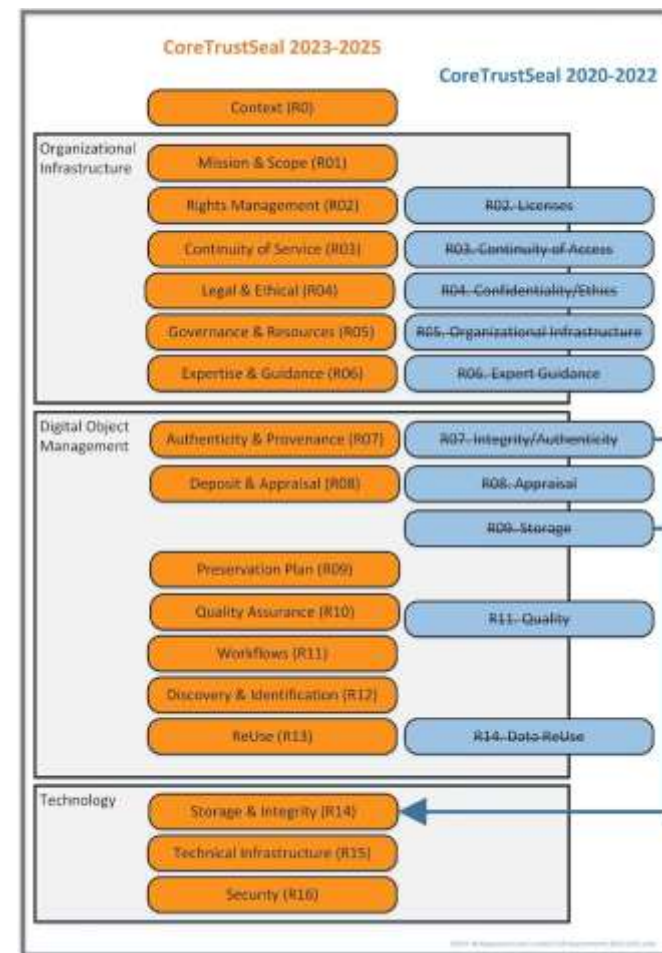 CoreTrustSeal 2023-2025
CoreTrustSeal 2020-2022
Context (R0)
Organizational
Infrastructure
Mission & Scope (R01)
Rights Management (R02)
R02. Licenses
Continuity of Service (R03)
R03. Continuity of Access
Legal & Ethical (R04)
R04. Confidentiality/Ethics
Governance & Resources (R05)
R05. Organizational infrastructure
Expertise & Guidance (R06)
R06. Expert Guidance
Digital Object
Management
Authenticity & Provenance (R07)
R07. Integrity/Authenticity
Deposit & Appraisal (R08)
R08. Appraisal
R09. Storage
Preservation Plan (R09)
Quality Assurance (R10)
R11. Quality
Workflows (R11)
Discovery & Identification (R12)
ReUse (R13)
R14. Data ReUse
Technology
Storage & Integrity (R14)
Technical Infrastructure (R15)
Security (R16)